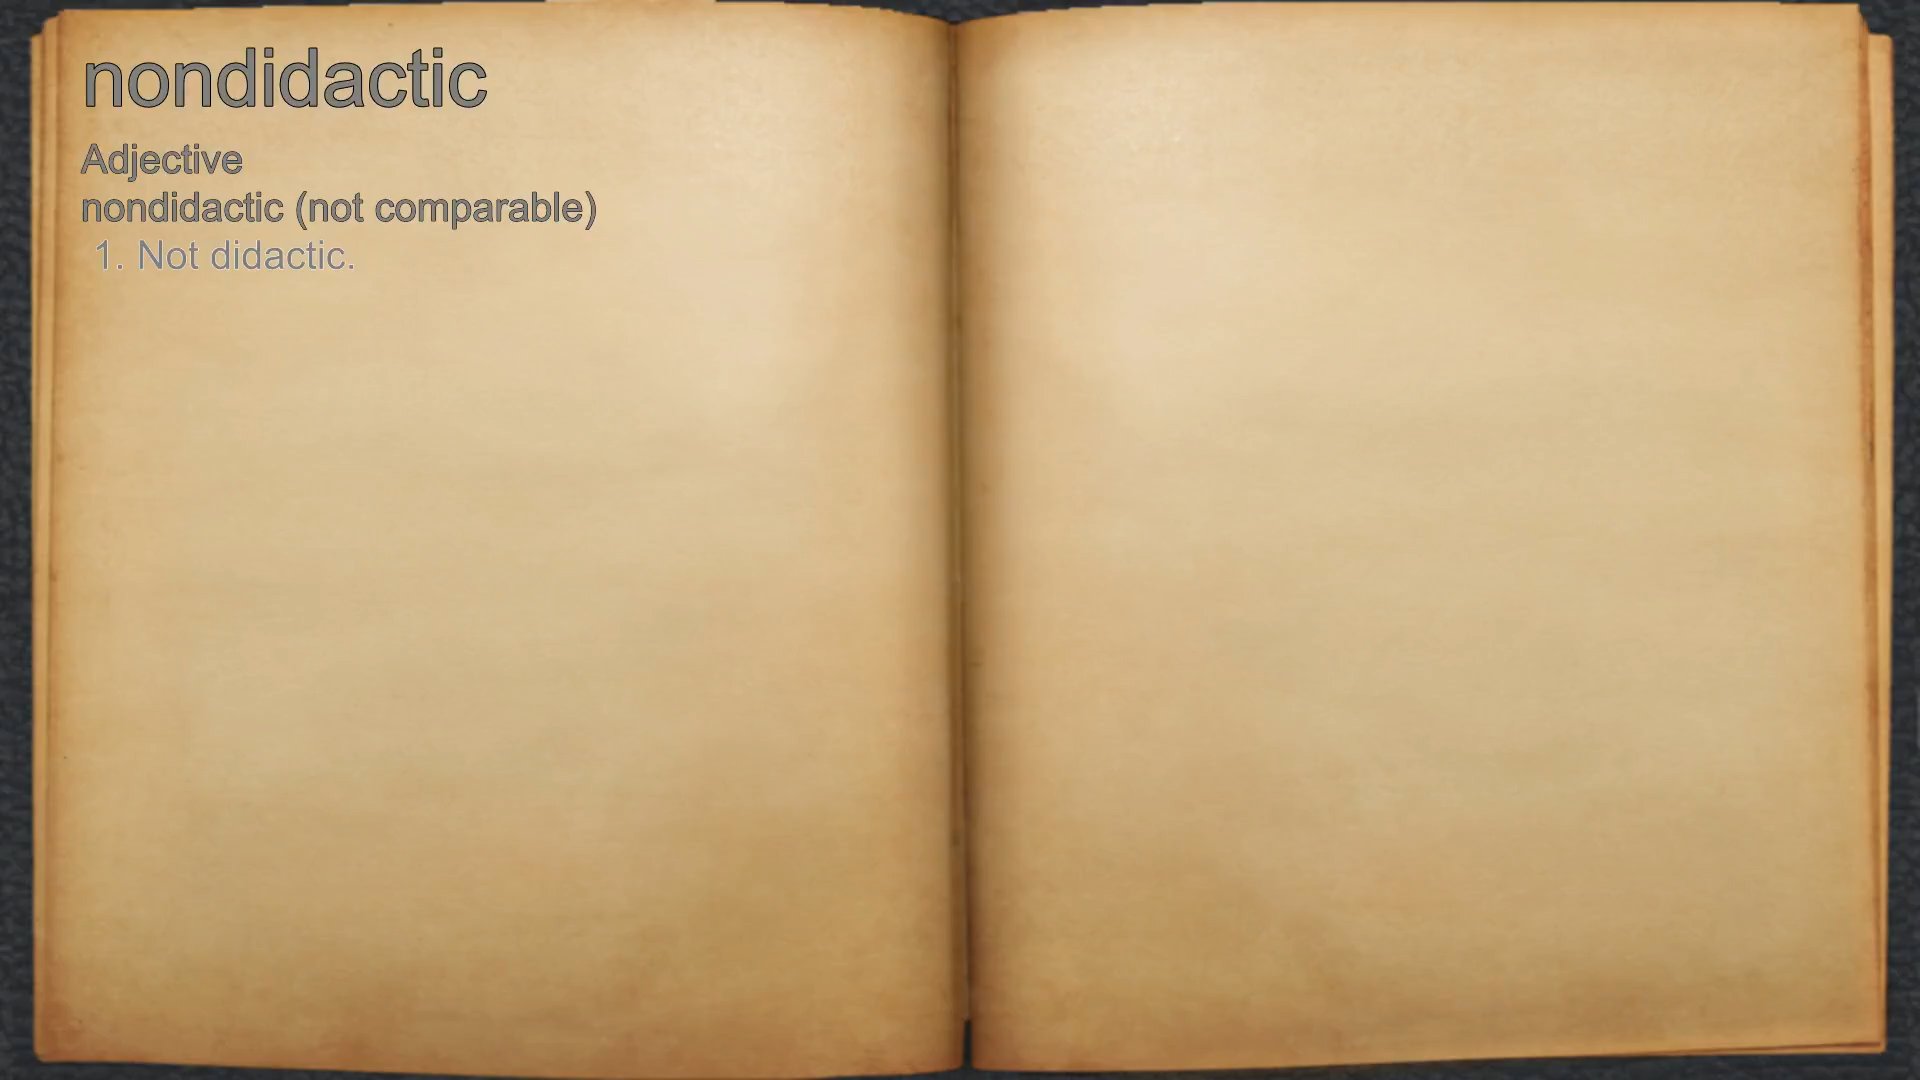 nondidactic
Adjective
nondidactic (not comparable)
1. Not didactic.